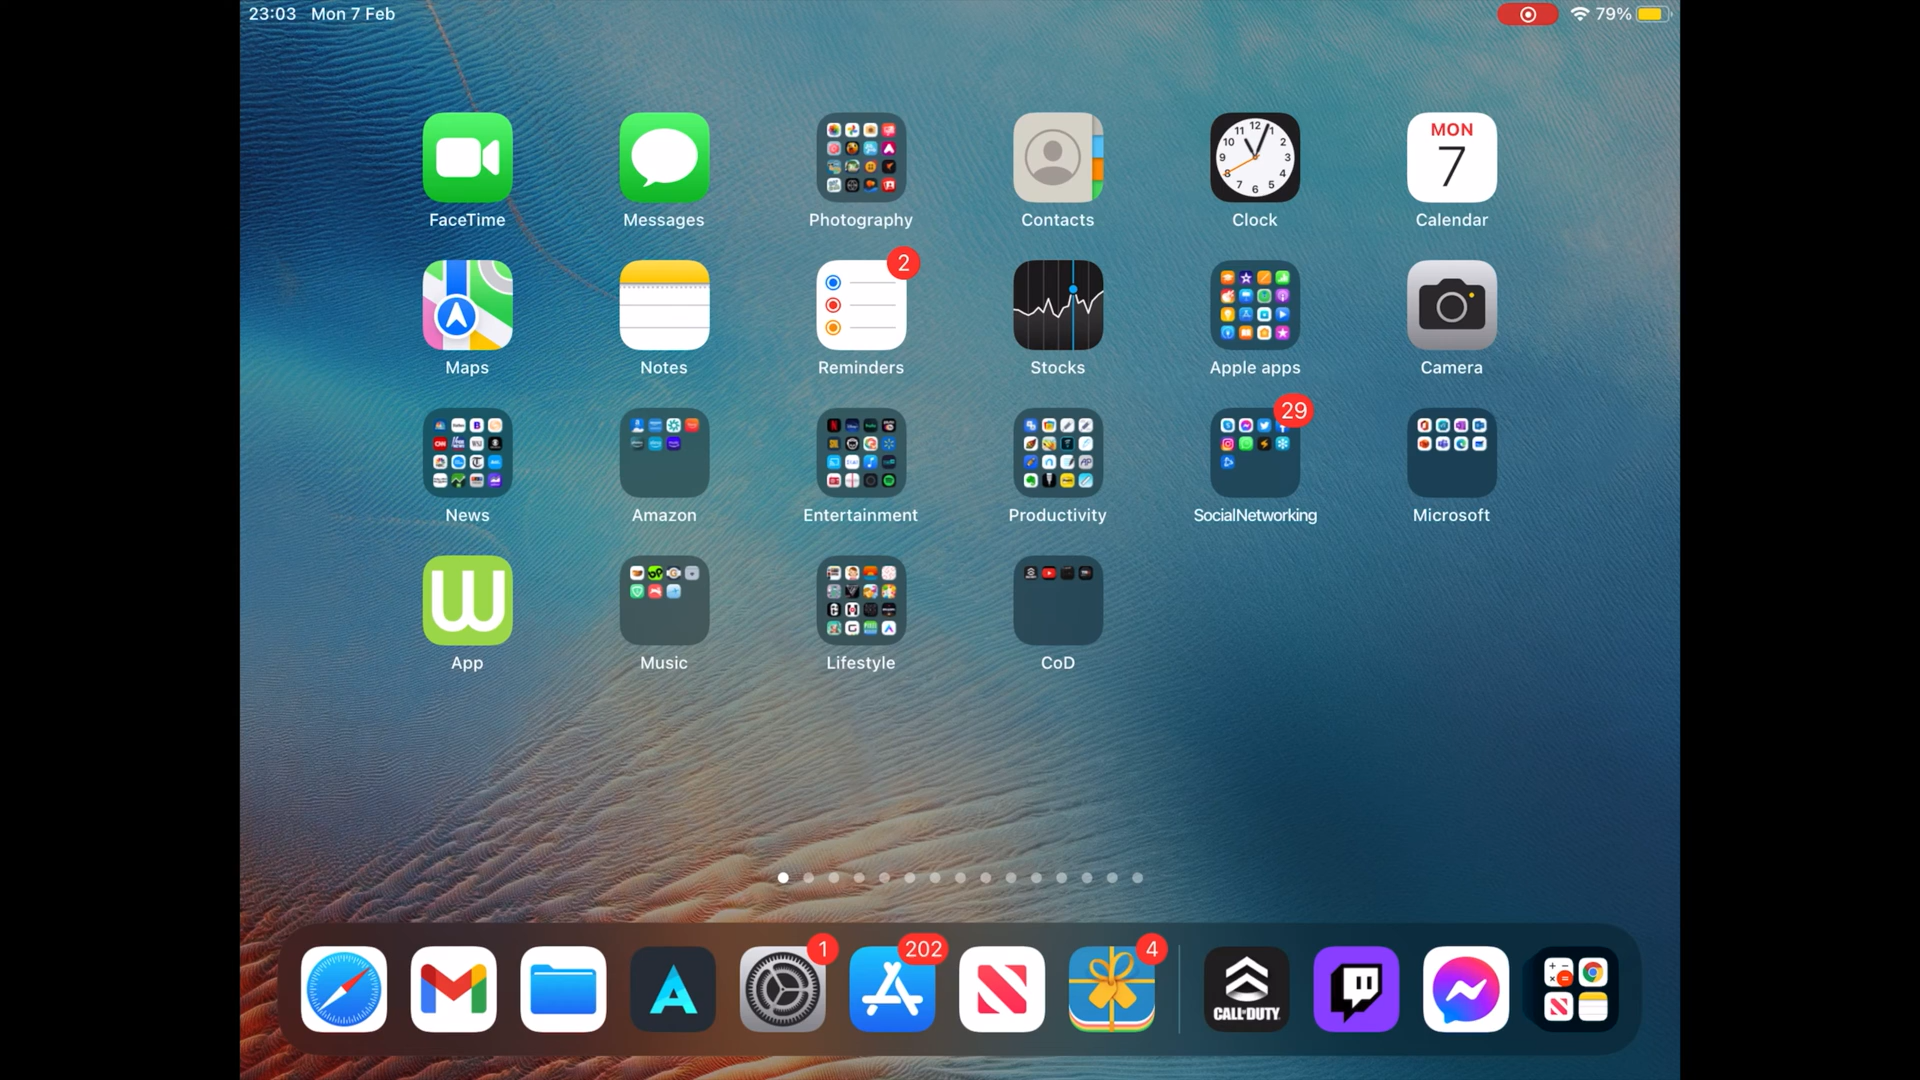 23:03 Mon 7 Feb
79%
MON
7
FaceTime
Messages
Photography
Contacts
Clock
Calendar
2
Maps
Notes
Reminders
Stocks
Apple apps
Camera
29
News
Amazon
Entertainment
Productivity
SocialNetworking
Microsoft
W
App
Music
Lifestyle
CoD
1
202
4
CALL OF DUTY